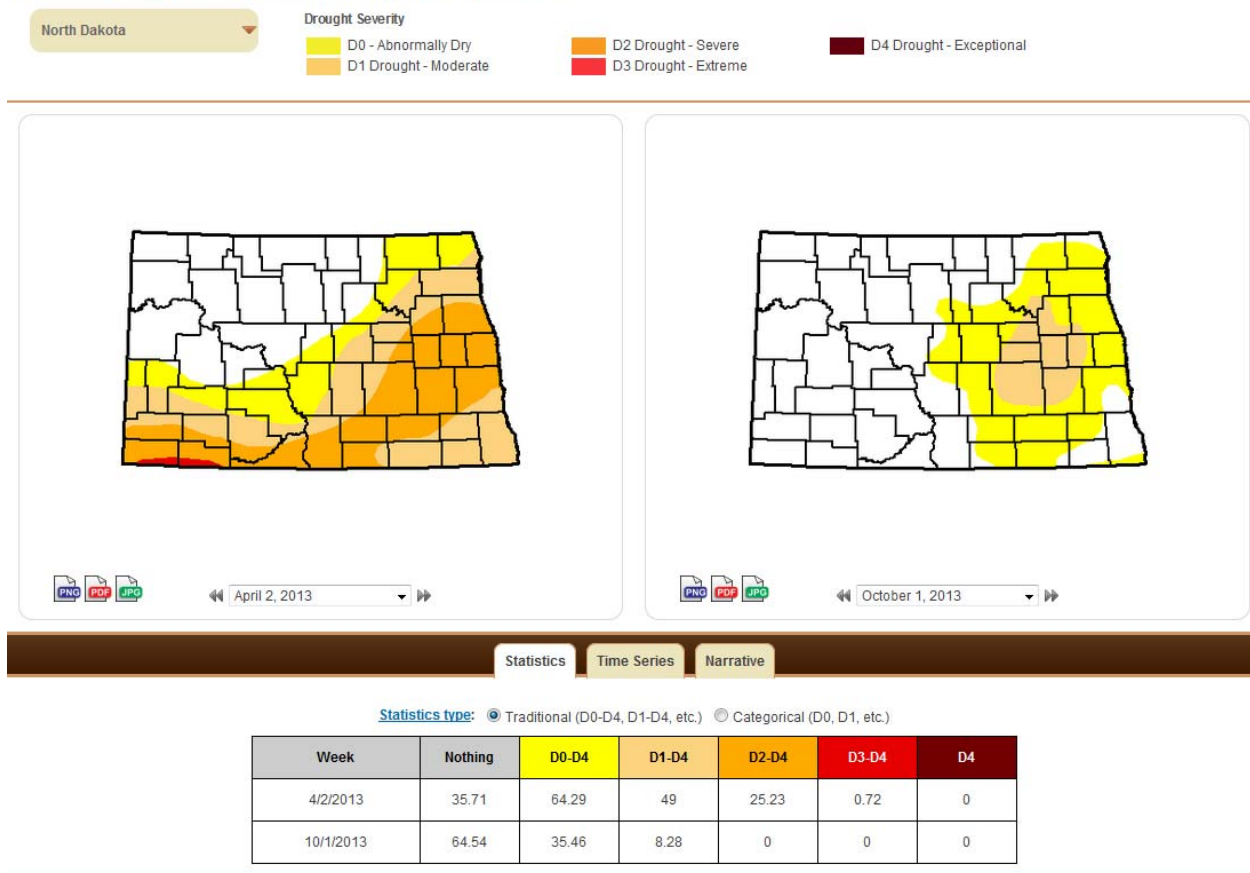 North Dakota
Drought Severity
D0 - Abnormally Dry
D1 Drought - Moderate
D2 Drought - Severe
D3 Drought - Extreme
D4 Drought - Exceptional
PNG PDF JPG
April 2, 2013
PNG PDF JPG
October 1, 2013
Statistics Time Series Narrative
Statistics type: Traditional (D0-D4, D1-D4, etc.) Categorical (D0, D1, etc.)
Week Nothing D0-D4 D1-D4 D2-D4 D3-D4 D4
4/2/2013 35.71 64.29 49 25.23 0.72 0
10/1/2013 64.54 35.46 8.28 0 0 0